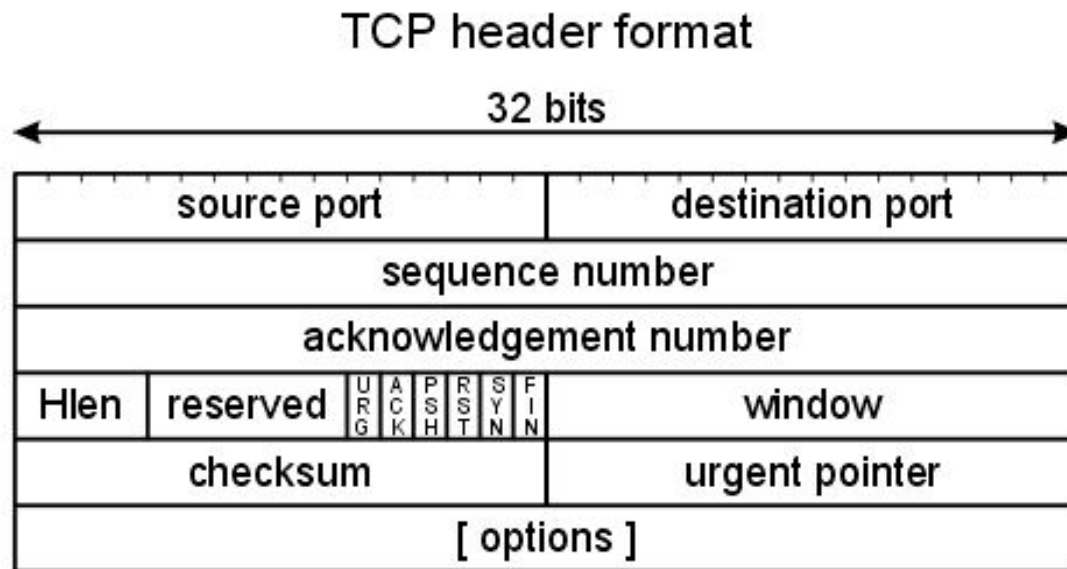 TCP header format
32 bits
source port destination port
sequence number
acknowledgement number
Hlen reserved URG ACK PSH RST SYN FIN window
checksum urgent pointer
[ options ]